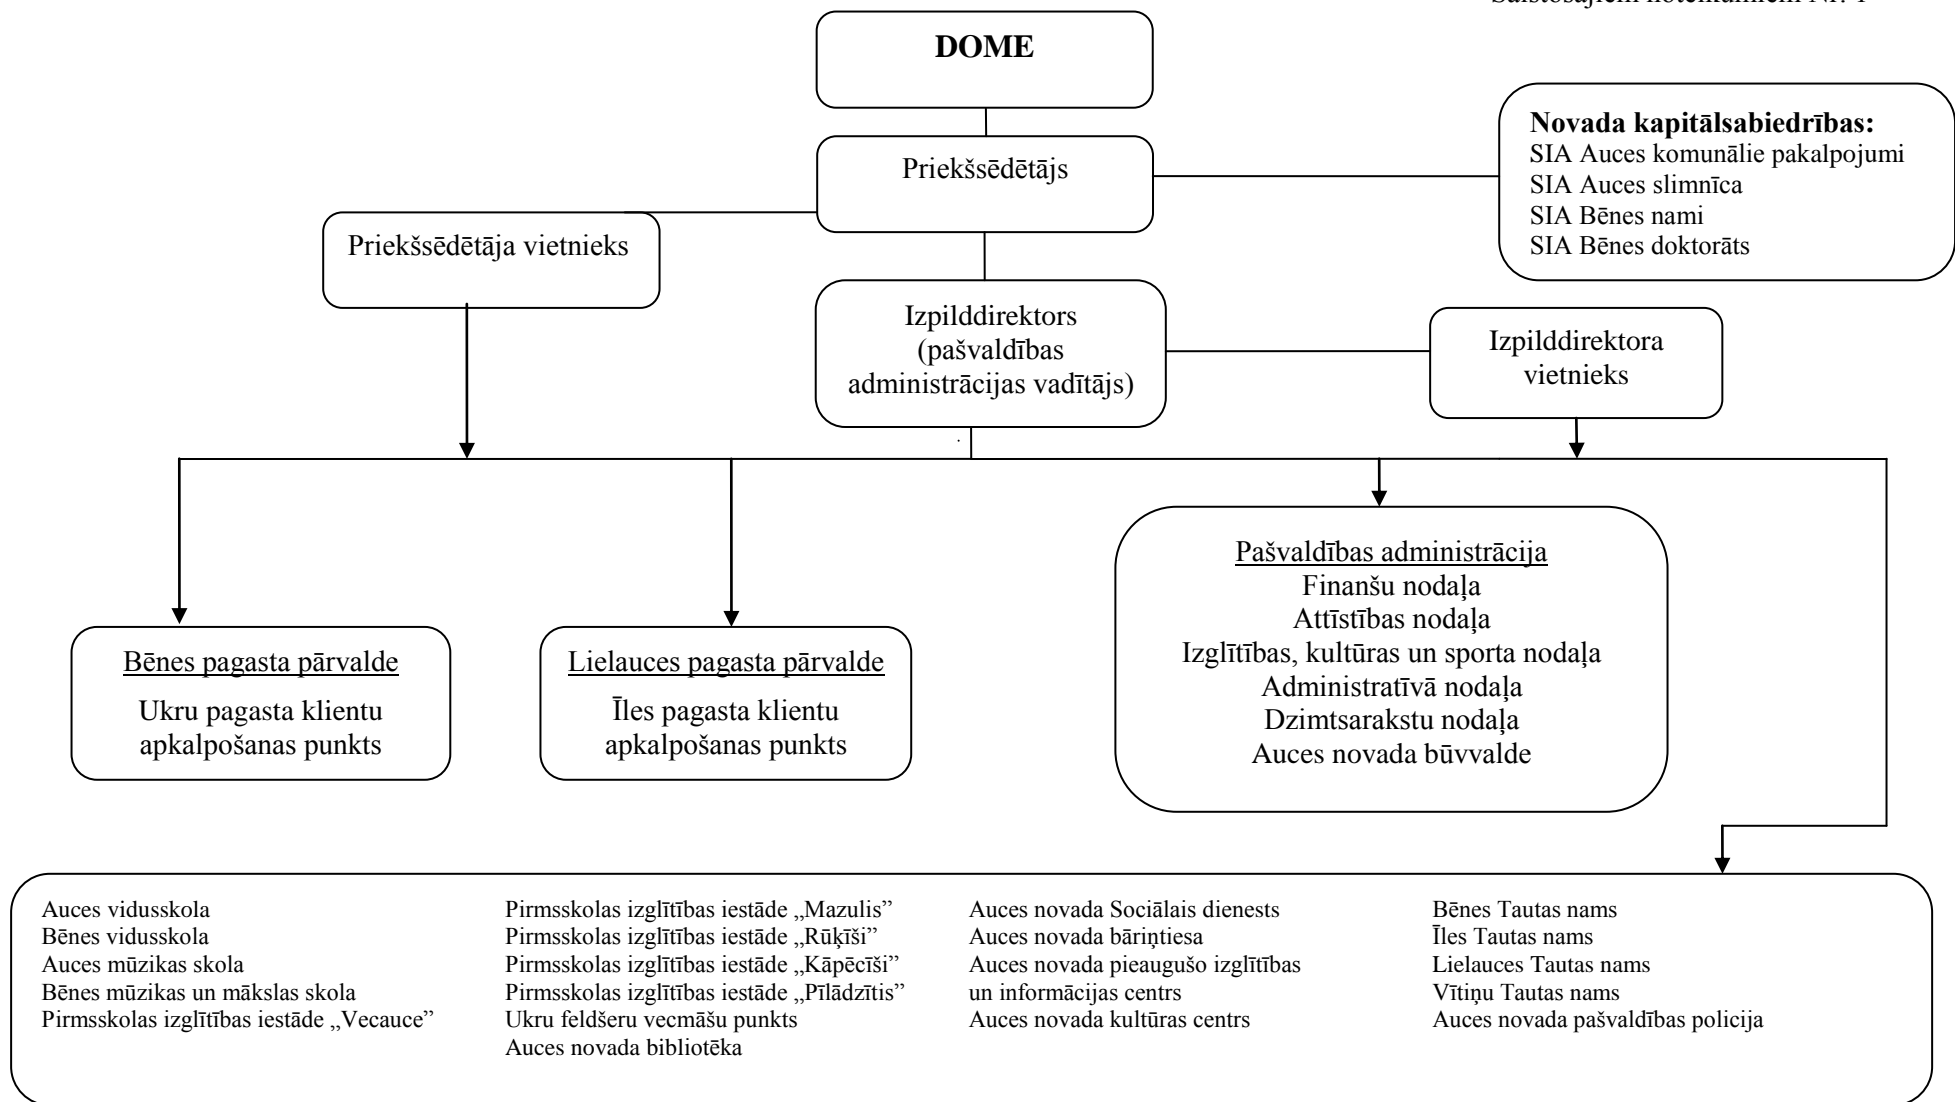 Saistošajiem noteikumiem Nr. 1
DOME
Novada kapitālsabiedrības:
SIA Auces komunālie pakalpojumi
SIA Auces slimnīca
SIA Bēnes nami
SIA Bēnes doktorāts
Priekšsēdētājs
Priekšsēdētāja vietnieks
Izpilddirektors
(pašvaldības
administrācijas vadītājs)
Izpilddirektora
vietnieks
Bēnes pagasta pārvalde
Ukru pagasta klientu
apkalpošanas punkts
Lielauces pagasta pārvalde
Īles pagasta klientu
apkalpošanas punkts
Pašvaldības administrācija
Finanšu nodaļa
Attīstības nodaļa
Izglītības, kultūras un sporta nodaļa
Administratīvā nodaļa
Dzimtsarakstu nodaļa
Auces novada būvvalde
Auces vidusskola
Bēnes vidusskola
Auces mūzikas skola
Bēnes mūzikas un mākslas skola
Pirmsskolas izglītības iestāde „Vecauce”
Pirmsskolas izglītības iestāde „Mazulis”
Pirmsskolas izglītības iestāde „Rūķīši”
Pirmsskolas izglītības iestāde „Kāpēcīši”
Pirmsskolas izglītības iestāde „Pīlādzītis”
Ukru feldšeru vecmāšu punkts
Auces novada bibliotēka
Auces novada Sociālais dienests
Auces novada bāriņtiesa
Auces novada pieaugušo izglītības
un informācijas centrs
Auces novada kultūras centrs
Bēnes Tautas nams
Īles Tautas nams
Lielauces Tautas nams
Vītiņu Tautas nams
Auces novada pašvaldības policija